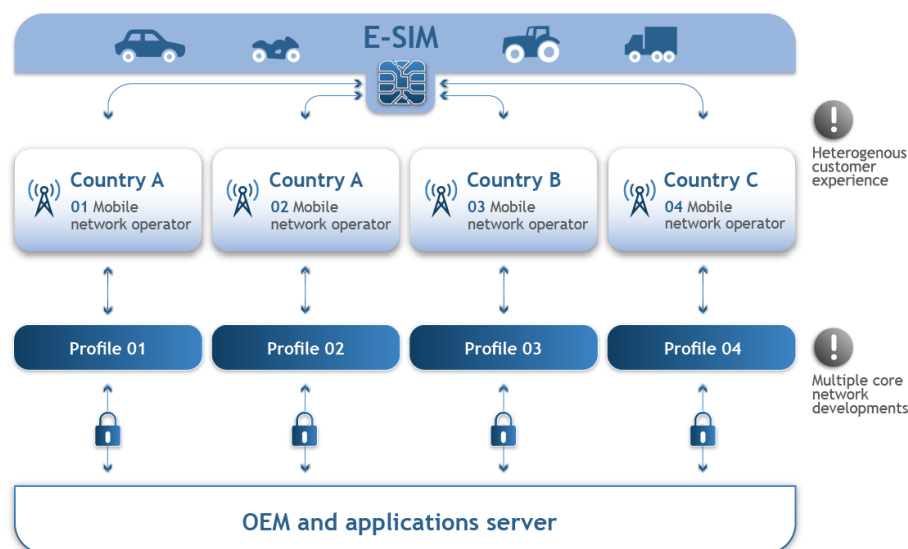 E-SIM
Heterogenous
customer
experience
Country A
01 Mobile
network operator
Country A
02 Mobile
network operator
Country B
03 Mobile
network operator
Country C
04 Mobile
network operator
Profile 01
Profile 02
Profile 03
Profile 04
Multiple core
network
developments
OEM and applications server